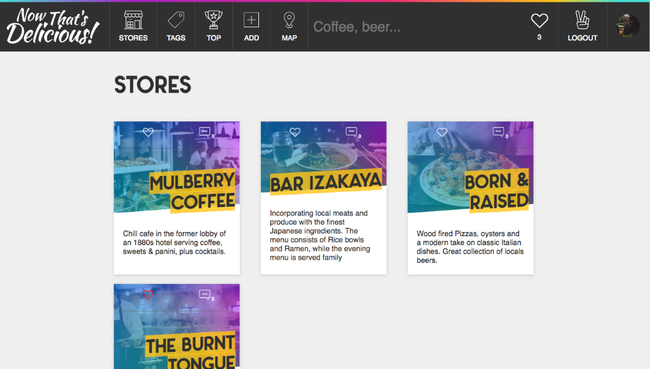 Now That's
Delicious!
STORES
TAGS
TOP
ADD
MAP
Coffee, beer...
3
LOGOUT
STORES
3
MULBERRY
COFFEE
Chill cafe in the former lobby of
an 1880s hotel serving coffee,
sweets & panini, plus cocktails.
3
BAR IZAKAYA
Incorporating local meats and
produce with the finest
Japanese ingredients. The
menu consists of Rice bowls
and Ramen, while the evening
menu is served family
3
BORN &
RAISED
Wood fired Pizzas, oysters and
a modern take on classic Italian
dishes. Great collection of locals
beers.
3
THE BURNT
TONGUE